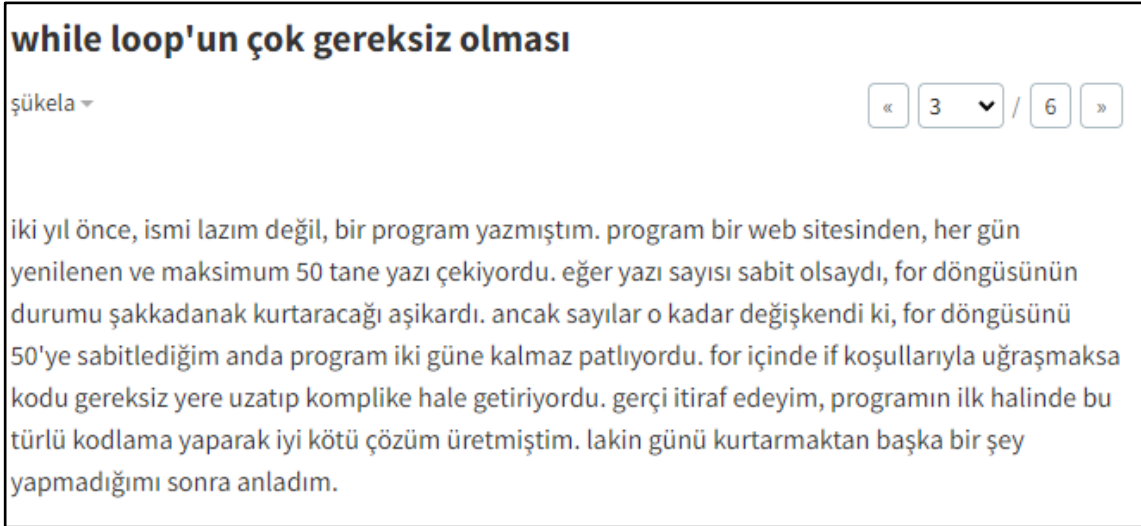 while loop'un çok gereksiz olması
şükela
« 3 / 6 »
iki yıl önce, ismi lazım değil, bir program yazmıştım. program bir web sitesinden, her gün
yenilenen ve maksimum 50 tane yazı çekiyordu. eğer yazı sayısı sabit olsaydı, for döngüsünün
durumu şakkadanak kurtaracağı aşikardı. ancak sayılar o kadar değişkendi ki, for döngüsünü
50'ye sabitlediğim anda program iki güne kalmaz patlıyordu. for içinde if koşullarıyla uğraşmaksa
kodu gereksiz yere uzatıp komplike hale getiriyordu. gerçi itiraf edeyim, programın ilk halinde bu
türlü kodlama yaparak iyi kötü çözüm üretmiştim. lakin günü kurtarmaktan başka bir şey
yapmadığımı sonra anladım.